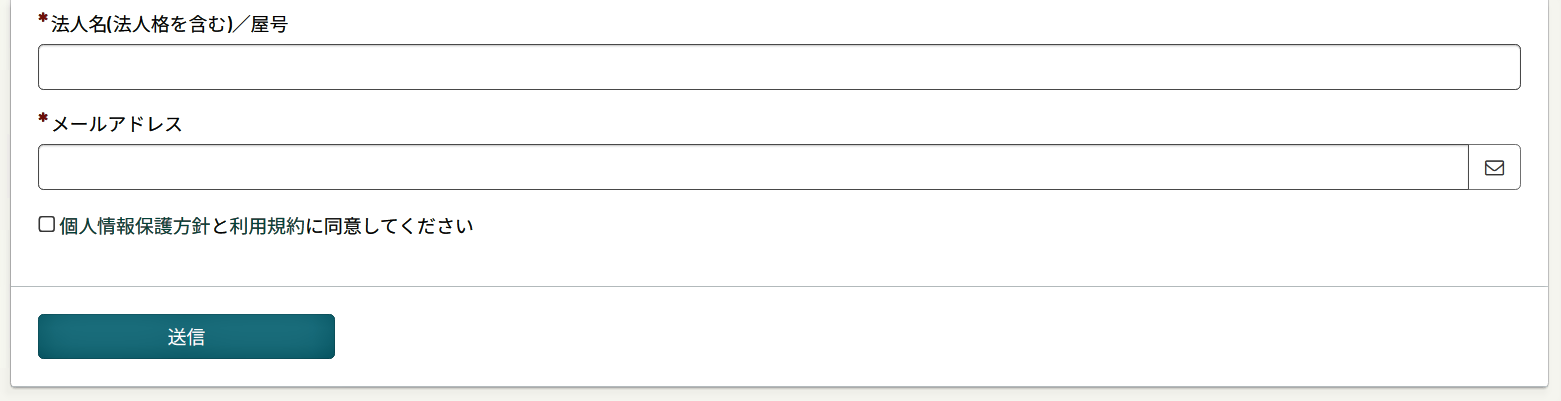 *法人名(法人格を含む)／屋号
*メールアドレス
個人情報保護方針と利用規約に同意してください
送信